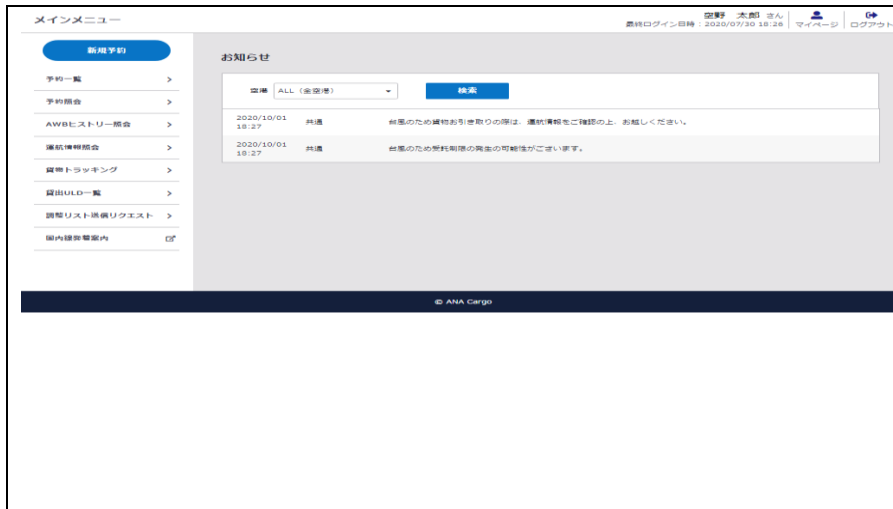 メインメニュー
空野 太郎 さん
最終ログイン日時：2020/07/30 18:26
マイページ
ログアウト
新規予約
予約一覧
予約照会
AWBヒストリー照会
運航情報照会
貨物トラッキング
貸出ULD一覧
調整リスト送信リクエスト
国内線発着案内
お知らせ
空港 ALL（全空港） 検索
2020/10/01 18:27 共通 台風のため貨物お引き取りの際は、運航情報をご確認の上、お越しください。
2020/10/01 18:27 共通 台風のため受託制限の発生の可能性がございます。
© ANA Cargo